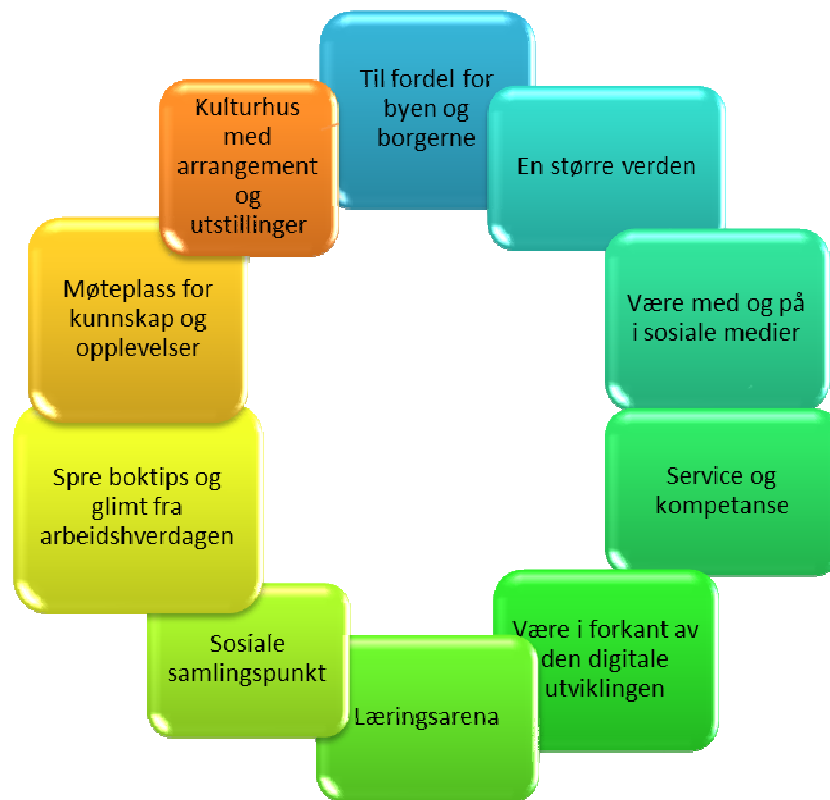 Til fordel for
byen og
borgerne
En større verden
Være med og på
i sosiale medier
Service og
kompetanse
Være i forkant av
den digitale
utviklingen
Læringsarena
Sosiale
samlingspunkt
Spre boktips og
glimt fra
arbeidshverdagen
Møteplass for
kunnskap og
opplevelser
Kulturhus
med
arrangement
og
utstillinger